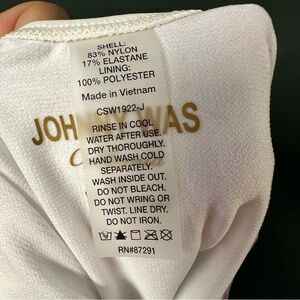 SHELL:
83% NYLON
17% ELASTANE
LINING:
100% POLYESTER
Made in Vietnam
CSW1922-J
RINSE IN COOL
WATER AFTER USE.
DRY THOROUGHLY.
HAND WASH COLD
SEPARATELY.
WASH INSIDE OUT.
DO NOT BLEACH.
DO NOT WRING OR
TWIST. LINE DRY.
DO NOT IRON.
RN#87291